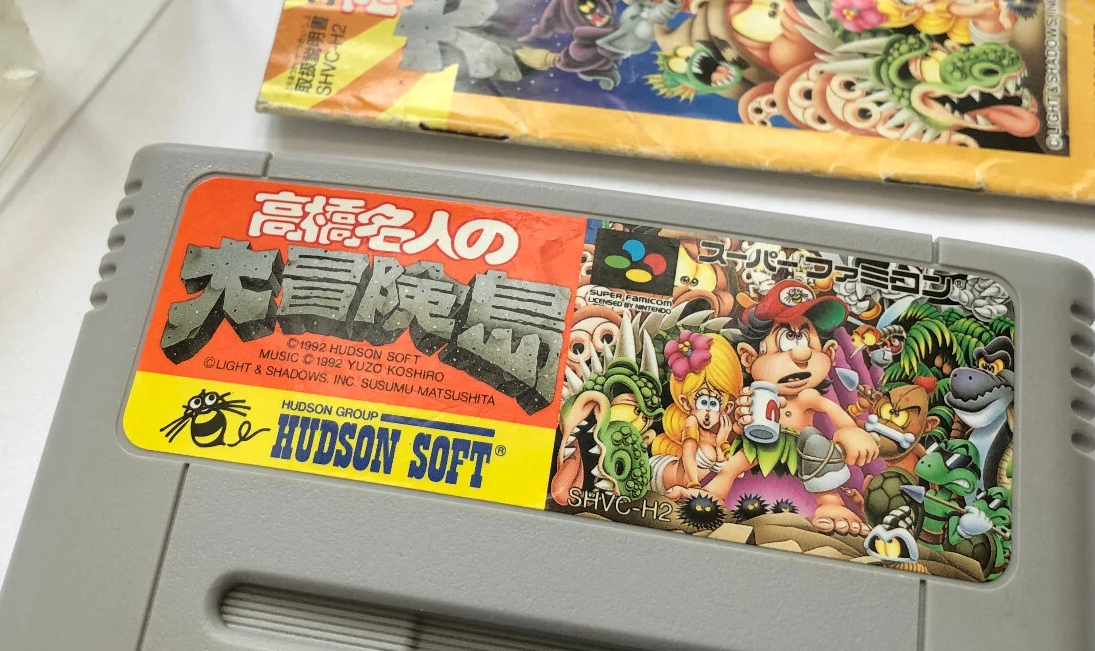 取扱説明書
SHVC-H2
©LIGHT & SHADOWS, INC
高橋名人の
大冒険島
©1992 HUDSON SOFT
MUSIC ©1992 YUZO KOSHIRO
©LIGHT & SHADOWS. INC. SUSUMU-MATSUSHITA
HUDSON GROUP
HUDSON SOFT®
SUPER FAMICOM
LICENSED BY NINTENDO
スーパーファミコン®
SHVC-H2